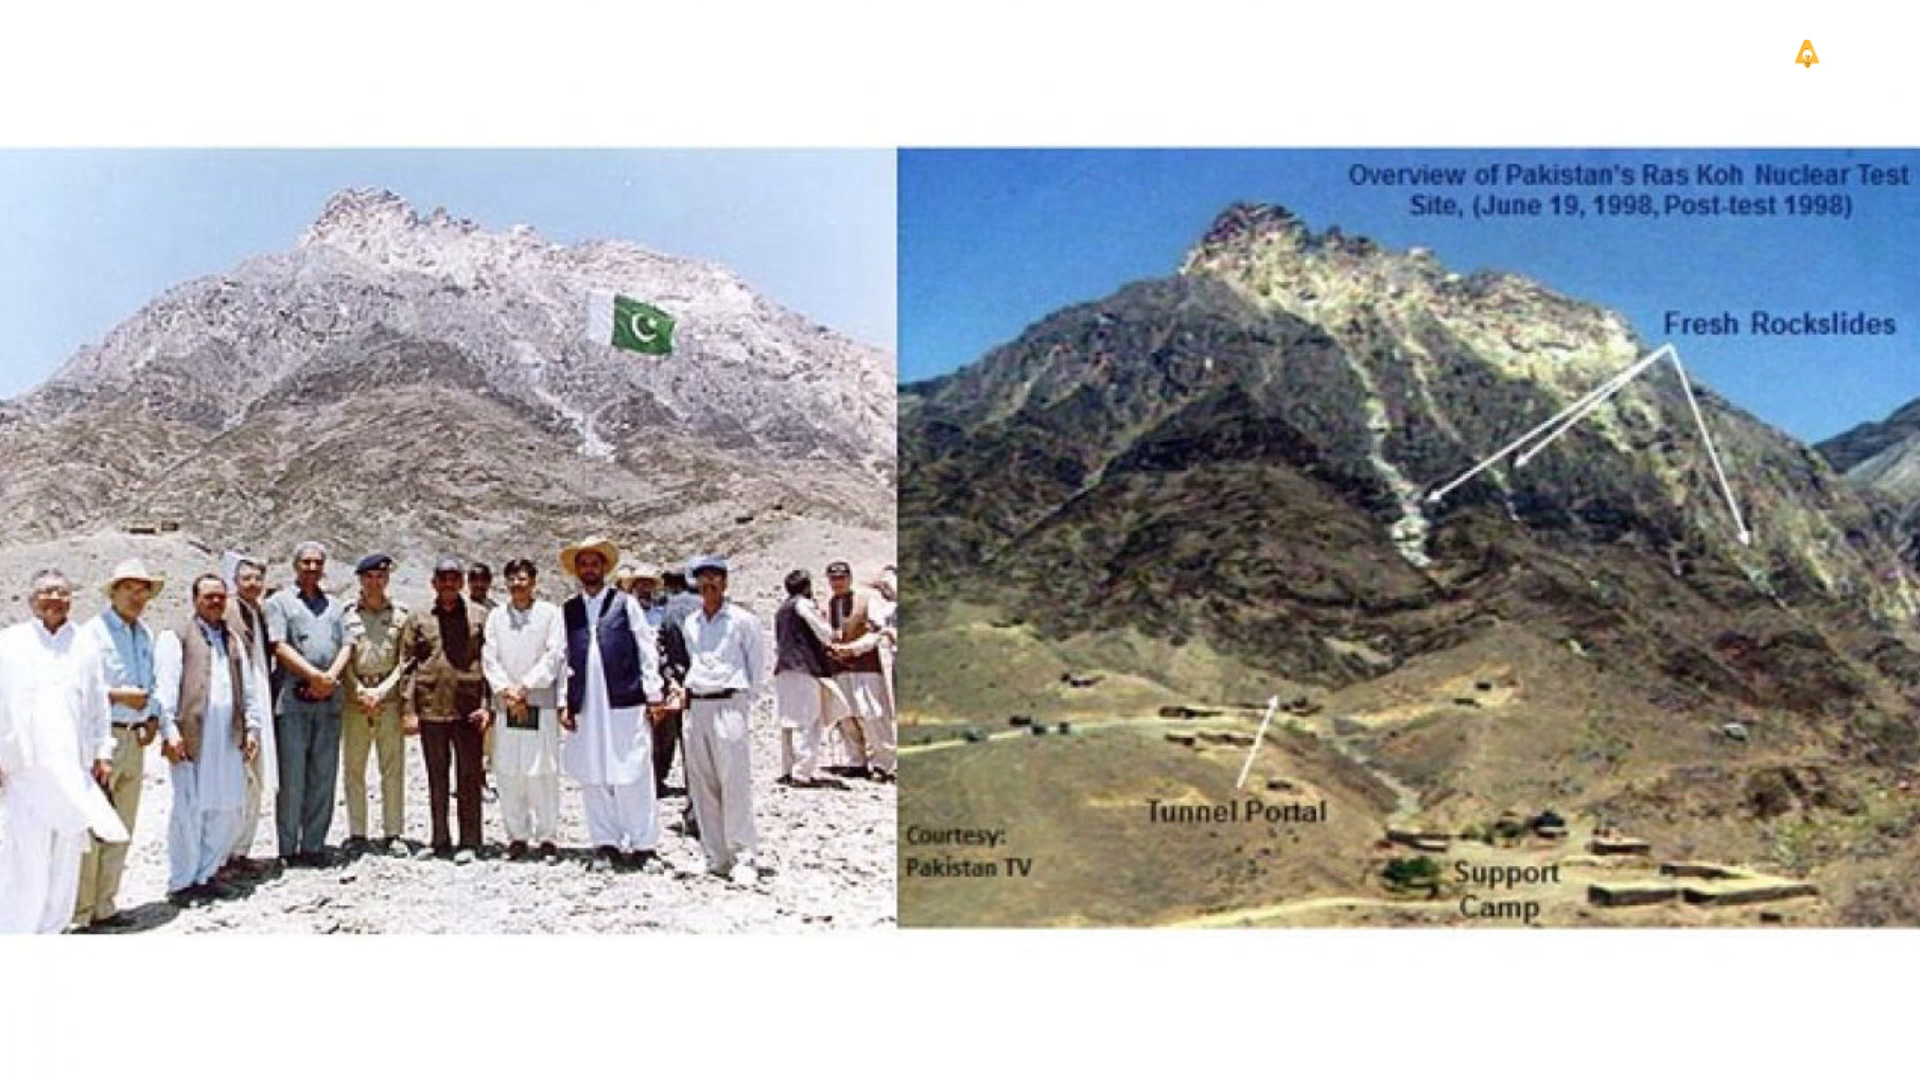 Overview of Pakistan's Ras Koh Nuclear Test
Site, (June 19, 1998, Post-test 1998)
Fresh Rockslides
Tunnel Portal
Courtesy:
Pakistan TV
Support
Camp